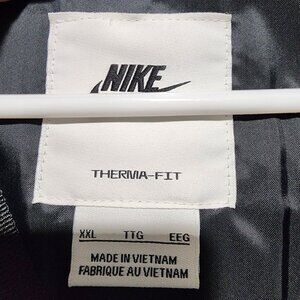 NIKE
THERMA-FIT
XXL TTG EEG
MADE IN VIETNAM
FABRIQUE AU VIETNAM